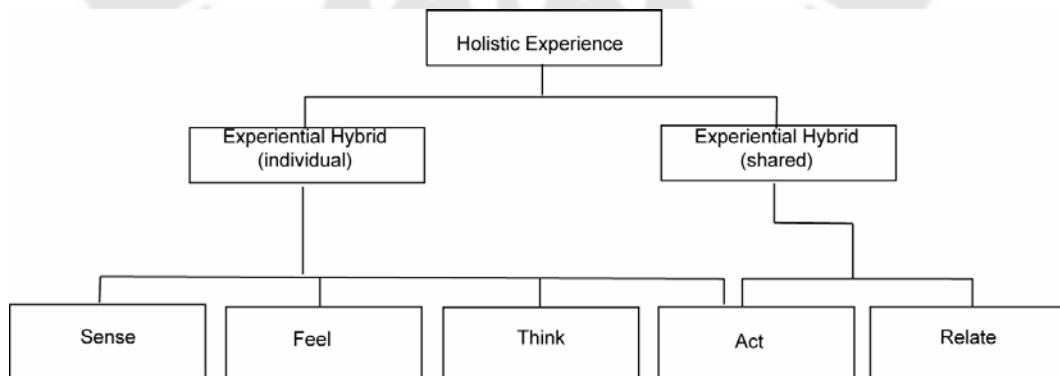 Holistic Experience
Experiential Hybrid
(individual)
Experiential Hybrid
(shared)
Sense
Feel
Think
Act
Relate